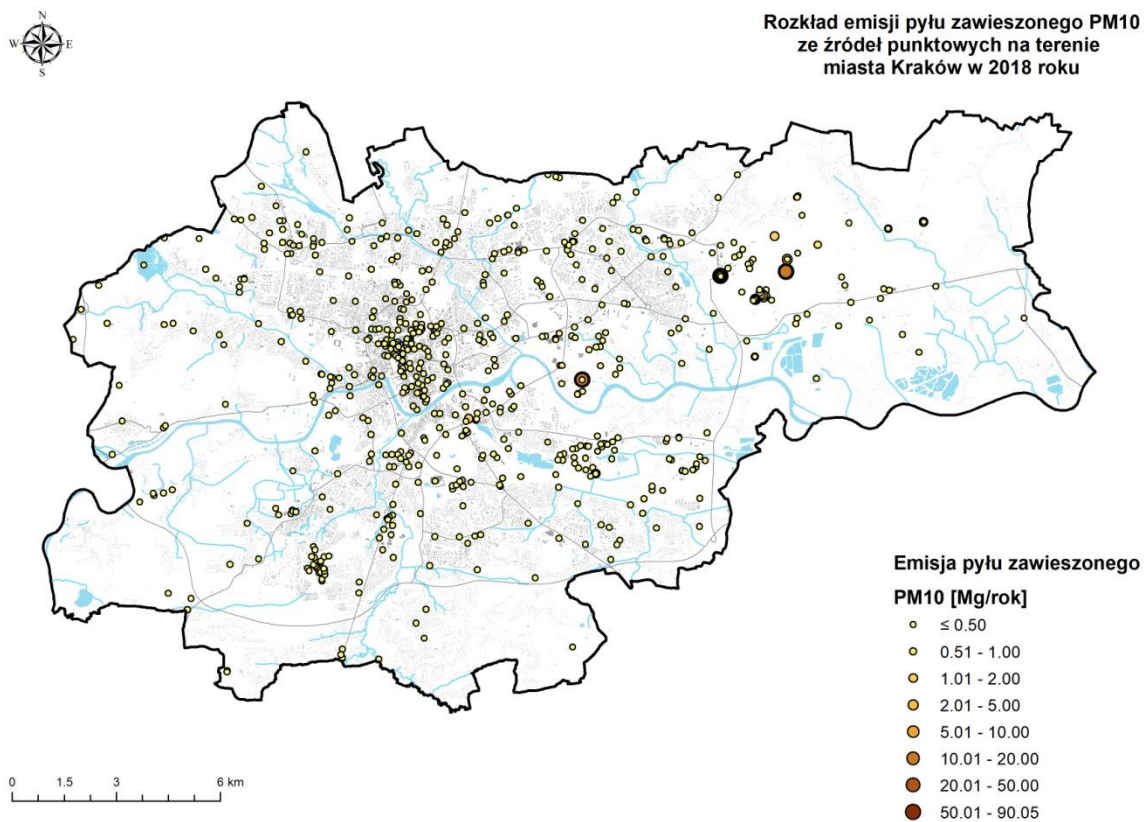 N
W E
S
Rozkład emisji pyłu zawieszonego PM10
ze źródeł punktowych na terenie
miasta Kraków w 2018 roku
Emisja pyłu zawieszonego
PM10 [Mg/rok]
≤ 0.50
0.51 - 1.00
1.01 - 2.00
2.01 - 5.00
5.01 - 10.00
10.01 - 20.00
20.01 - 50.00
50.01 - 90.05
0 1.5 3 6 km